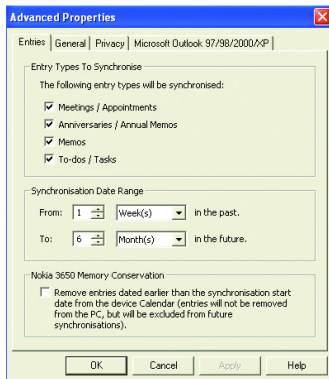 Advanced Properties
Entries General Privacy Microsoft Outlook 97/98/2000/XP
Entry Types To Synchronise
The following entry types will be synchronised:
Meetings / Appointments
Anniversaries / Annual Memos
Memos
To-dos / Tasks
Synchronisation Date Range
From: 1 Week(s) in the past.
To: 6 Month(s) in the future.
Nokia 3650 Memory Conservation
Remove entries dated earlier than the synchronisation start
date from the device Calendar (entries will not be removed
from the PC, but will be excluded from future
synchronisations).
OK Cancel Apply Help